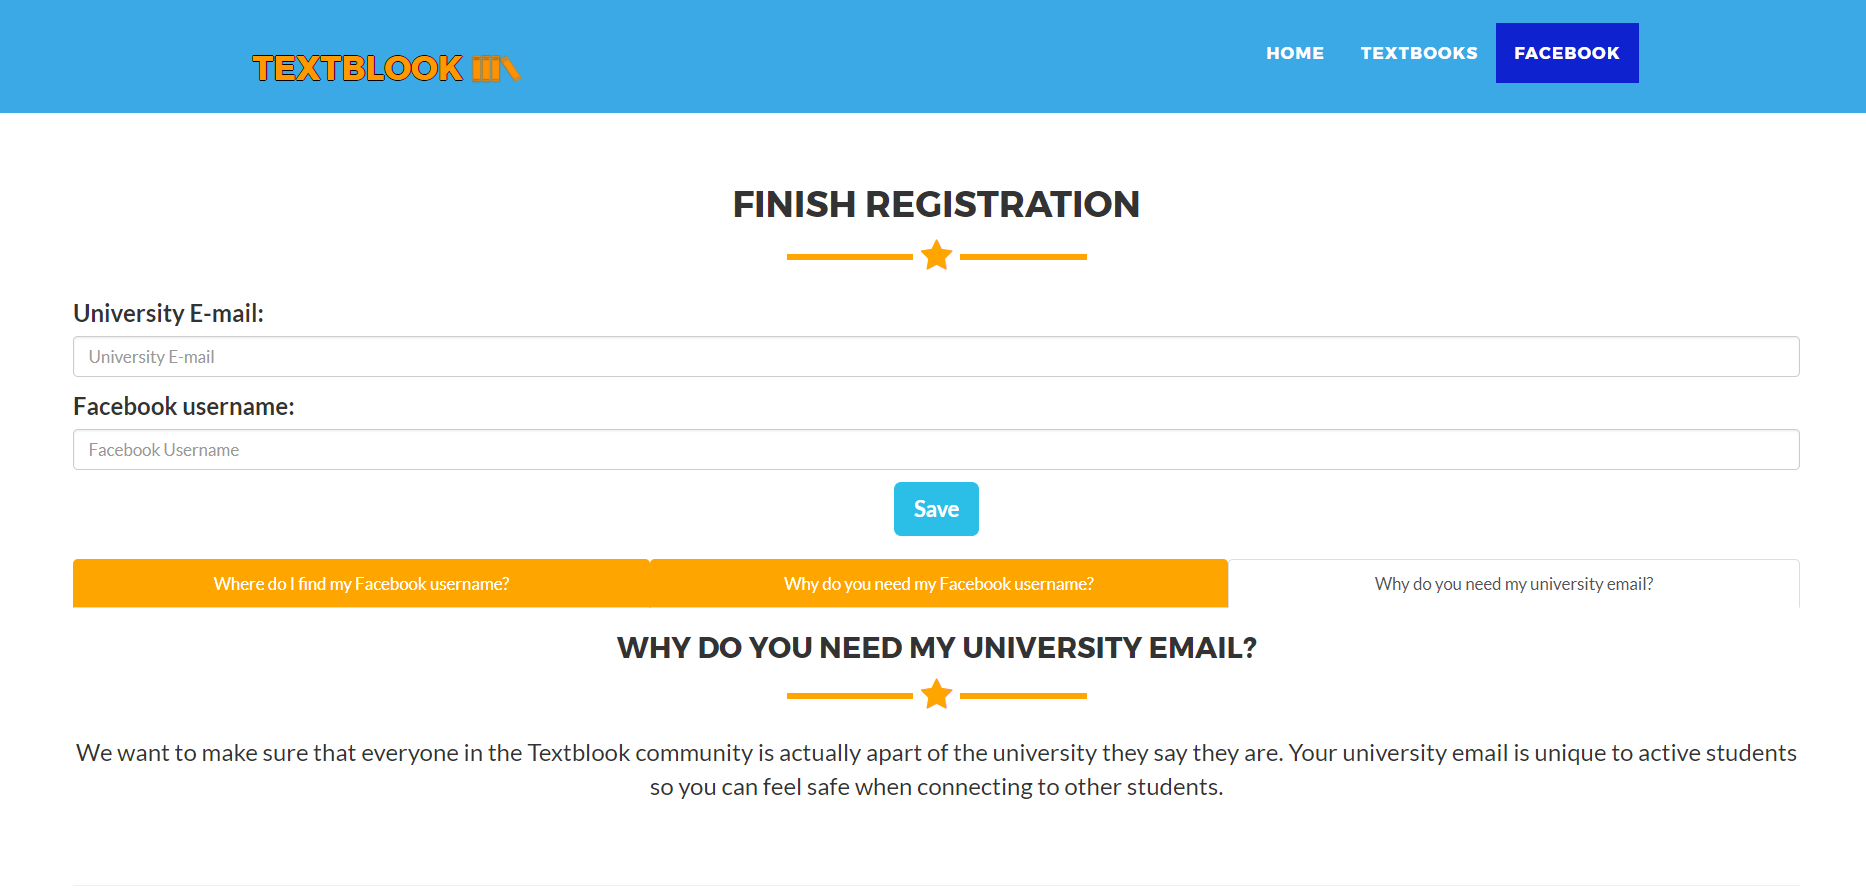 TEXTBLOOK
HOME TEXTBOOKS FACEBOOK
FINISH REGISTRATION
University E-mail:
University E-mail
Facebook username:
Facebook Username
Save
Where do I find my Facebook username? Why do you need my Facebook username? Why do you need my university email?
WHY DO YOU NEED MY UNIVERSITY EMAIL?
We want to make sure that everyone in the Textblook community is actually apart of the university they say they are. Your university email is unique to active students
so you can feel safe when connecting to other students.